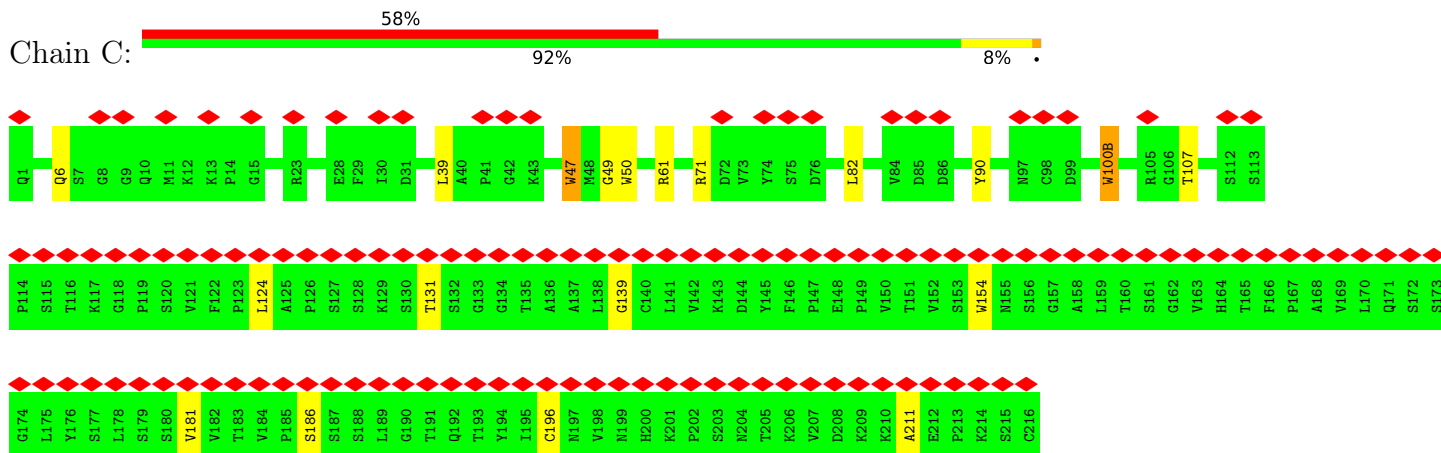 58%
Chain C:
92% 8% •
Q1 Q6 S7 G8 G9 Q10 M11 K12 K13 P14 G15 R23 E28 F29 I30 D31 L39 A40 P41 G42 K43 W47 M48 G49 W50 R61 R71 D72 V73 Y74 S75 D76 L82 V84 D85 D86 Y90 N97 C98 D99 W100B R105 G106 T107 S112 S113
P114 S115 T116 K117 G118 P119 S120 V121 F122 P123 L124 A125 P126 S127 S128 K129 S130 T131 S132 G133 G134 T135 A136 A137 L138 G139 C140 L141 V142 K143 D144 Y145 F146 P147 E148 P149 V150 T151 V152 S153 W154 N155 S156 G157 A158 L159 T160 S161 G162 V163 H164 T165 F166 P167 A168 V169 L170 Q171 S172 S173
G174 L175 Y176 S177 L178 S179 S180 V181 V182 T183 V184 P185 S186 S187 S188 L189 G190 T191 Q192 T193 Y194 I195 C196 N197 V198 N199 H200 K201 P202 S203 N204 T205 K206 V207 D208 K209 K210 A211 E212 P213 K214 S215 C216